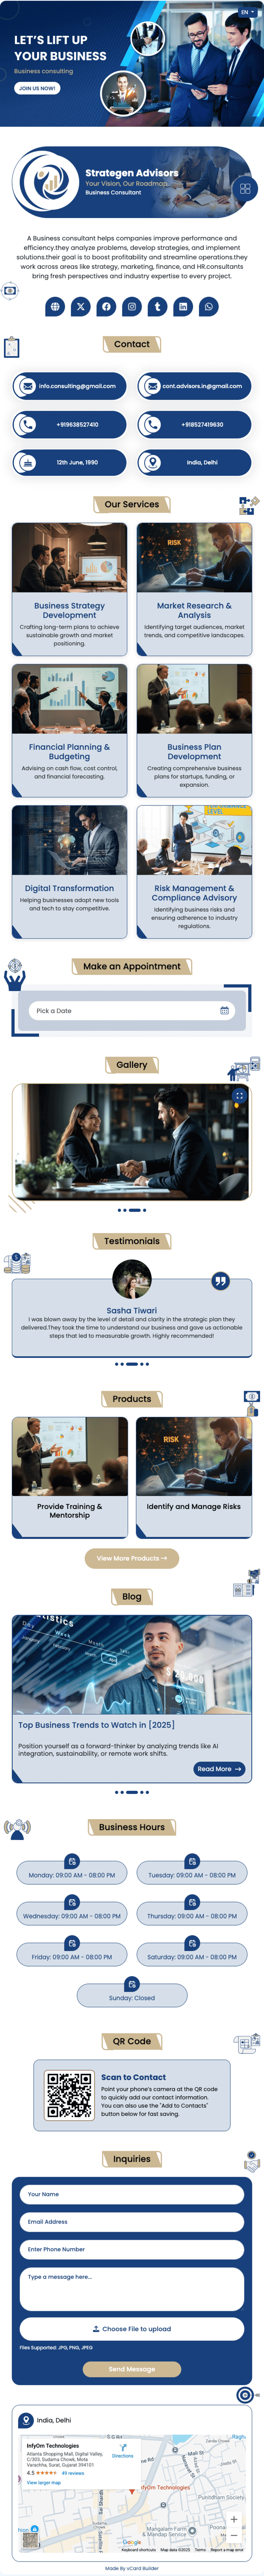 EN
LET'S LIFT UP
YOUR BUSINESS
Business consulting
JOIN US NOW!
Strategen Advisors
Your Vision, Our Roadmap.
Business Consultant
A Business consultant helps companies improve performance and
efficiency.they analyze problems, develop strategies, and implement
solutions.their goal is to boost profitability and streamline operations.they
work across areas like strategy, marketing, finance, and HR.consultants
bring fresh perspectives and industry expertise to every project.
Contact
info.consulting@gmail.com
cont.advisors.in@gmail.com
+919638527410
+918527419630
12th June, 1990
India, Delhi
Our Services
RISK
Business Strategy
Development
Crafting long-term plans to achieve
sustainable growth and market
positioning.
Market Research &
Analysis
Identifying target audiences, market
trends, and competitive landscapes.
Financial Planning &
Budgeting
Advising on cash flow, cost control,
and financial forecasting.
Business Plan
Development
Creating comprehensive business
plans for startups, funding, or
expansion.
Digital Transformation
Helping businesses adopt new tools
and tech to stay competitive.
Risk Management &
Compliance Advisory
Identifying business risks and
ensuring adherence to industry
regulations.
Make an Appointment
Pick a Date
Gallery
Testimonials
Sasha Tiwari
I was blown away by the level of detail and clarity in the strategic plan they
delivered.They took the time to understand our business and gave us actionable
steps that led to measurable growth. Highly recommended!
Products
RISK
Provide Training &
Mentorship
Identify and Manage Risks
View More Products →
Blog
Day
Week
Top Business Trends to Watch in [2025]
Position yourself as a forward-thinker by analyzing trends like AI
integration, sustainability, or remote work shifts.
Read More →
Business Hours
Monday: 09:00 AM - 08:00 PM
Tuesday: 09:00 AM - 08:00 PM
Wednesday: 09:00 AM - 08:00 PM
Thursday: 09:00 AM - 08:00 PM
Friday: 09:00 AM - 08:00 PM
Saturday: 09:00 AM - 08:00 PM
Sunday: Closed
QR Code
Scan to Contact
Point your phone's camera at the QR code
to quickly add our contact information.
You can also use the "Add to Contacts"
button below for fast saving.
Inquiries
Your Name
Email Address
Enter Phone Number
Type a message here...
Choose File to upload
Files Supported: JPG, PNG, JPEG
Send Message
India, Delhi
InfyOm Technologies
Atlanta Shopping Mall, Digital Valley,
C/303, Sudama Chowk, Mota
Varachha, Surat, Gujarat 394101
4.5 ★★★★★ 49 reviews
View larger map
Directions
InfyOm Technologies
Punitdham Society
Mangalam Farm
& Mandap Service
Google
Keyboard shortcuts Map data ©2025 Terms Report a map error
Made By vCard Builder